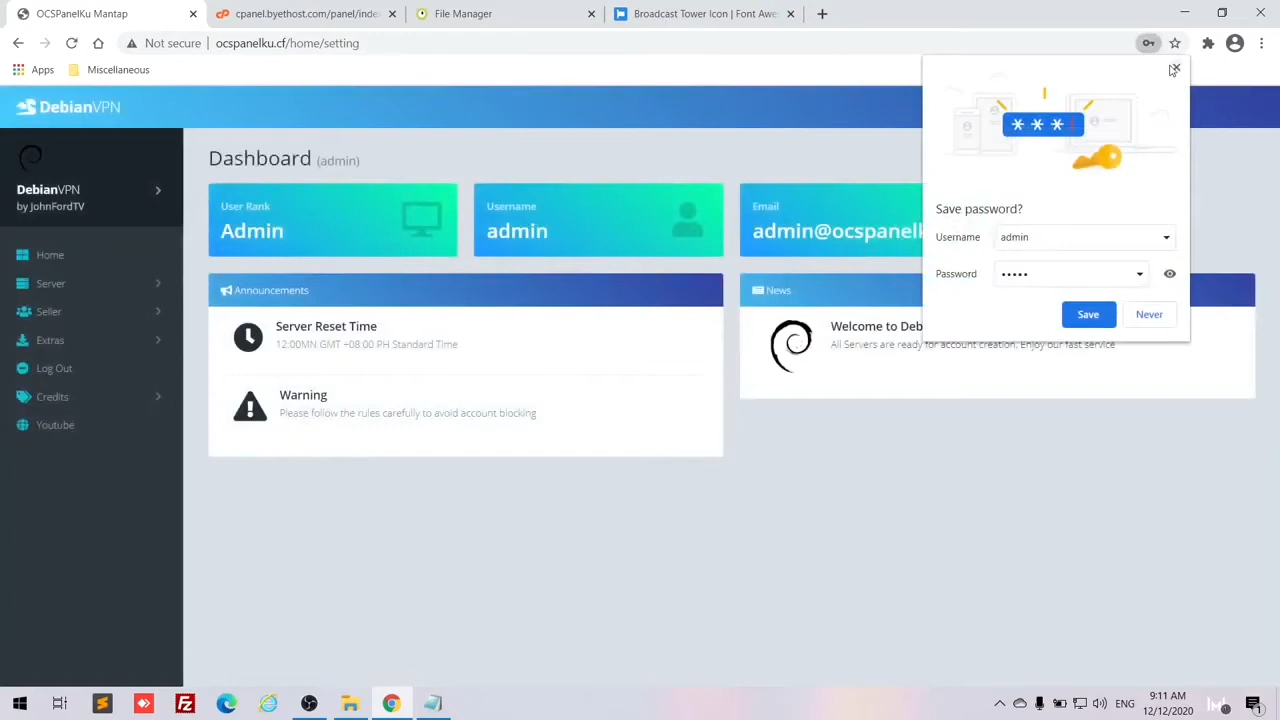 OCSPanelKu Mantap
cpanel.byethost.com/panel/inde
File Manager
Broadcast Tower Icon | Font Awe
Not secure | ocspanelku.cf/home/setting
Apps
Miscellaneous
DebianVPN
DebianVPN
by JohnFordTV
Home
Server
Seller
Extras
Log Out
Credits
Youtube
Dashboard (admin)
User Rank
Admin
Username
admin
Email
admin@ocspanelk
Announcements
Server Reset Time
12:00MN GMT +08:00 PH Standard Time
Warning
Please follow the rules carefully to avoid account blocking
News
Welcome to Deb
All Servers are ready for account creation, Enjoy our fast service
Save password?
Username
admin
Password
•••••
Save
Never
ENG
9:11 AM
12/12/2020